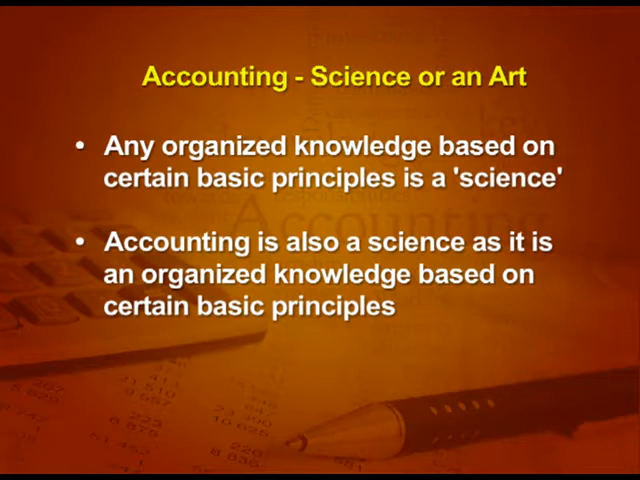 Accounting - Science or an Art
• Any organized knowledge based on
certain basic principles is a 'science'
• Accounting is also a science as it is
an organized knowledge based on
certain basic principles
Accounting